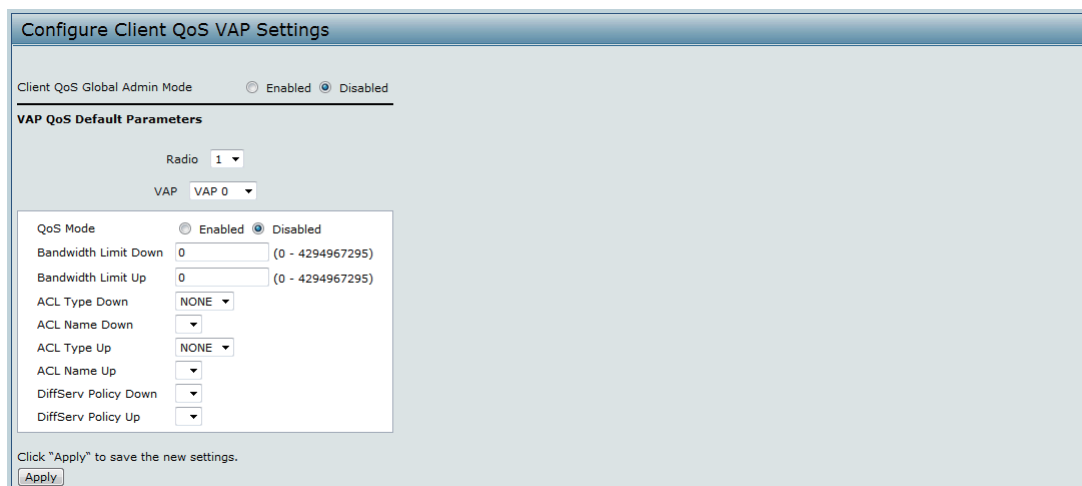 Configure Client QoS VAP Settings
Client QoS Global Admin Mode Enabled Disabled
VAP QoS Default Parameters
Radio 1
VAP VAP 0
QoS Mode Enabled Disabled
Bandwidth Limit Down 0 (0 - 4294967295)
Bandwidth Limit Up 0 (0 - 4294967295)
ACL Type Down NONE
ACL Name Down
ACL Type Up NONE
ACL Name Up
DiffServ Policy Down
DiffServ Policy Up
Click "Apply" to save the new settings.
Apply